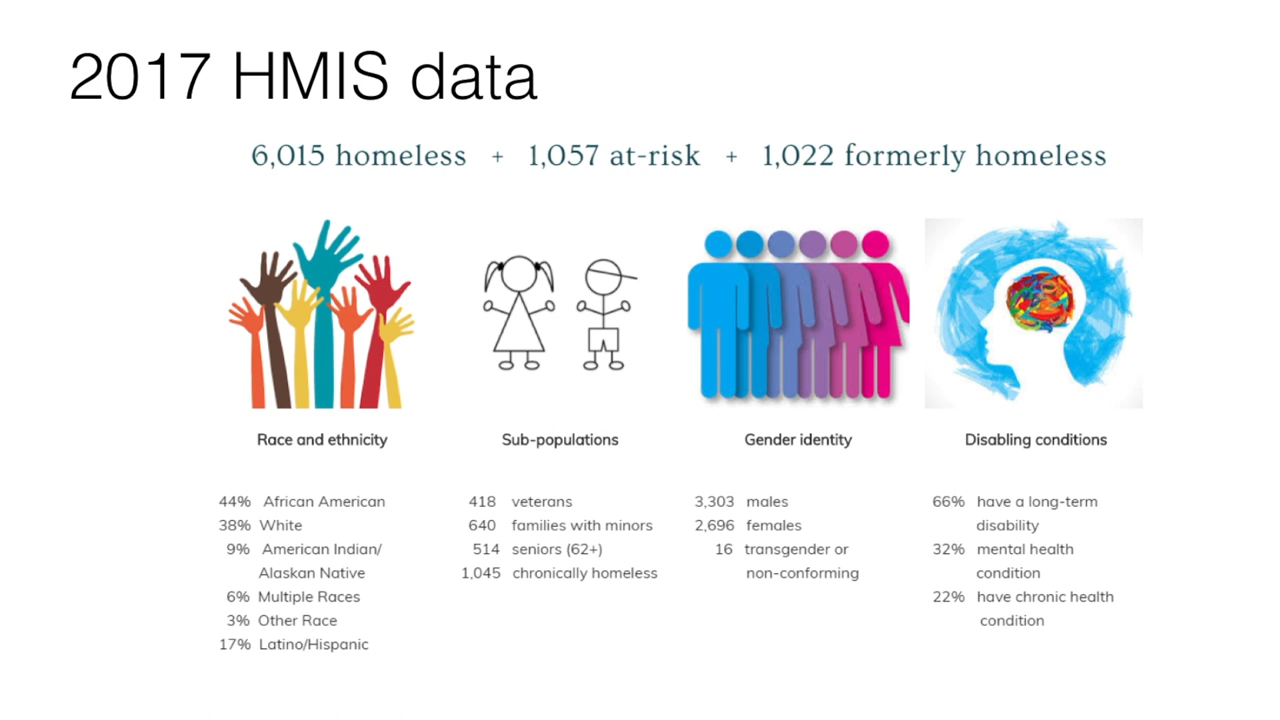 2017 HMIS data
6,015 homeless + 1,057 at-risk + 1,022 formerly homeless
Race and ethnicity
44% African American
38% White
9% American Indian/
Alaskan Native
6% Multiple Races
3% Other Race
17% Latino/Hispanic
Sub-populations
418 veterans
640 families with minors
514 seniors (62+)
1,045 chronically homeless
Gender identity
3,303 males
2,696 females
16 transgender or
non-conforming
Disabling conditions
66% have a long-term
disability
32% mental health
condition
22% have chronic health
condition